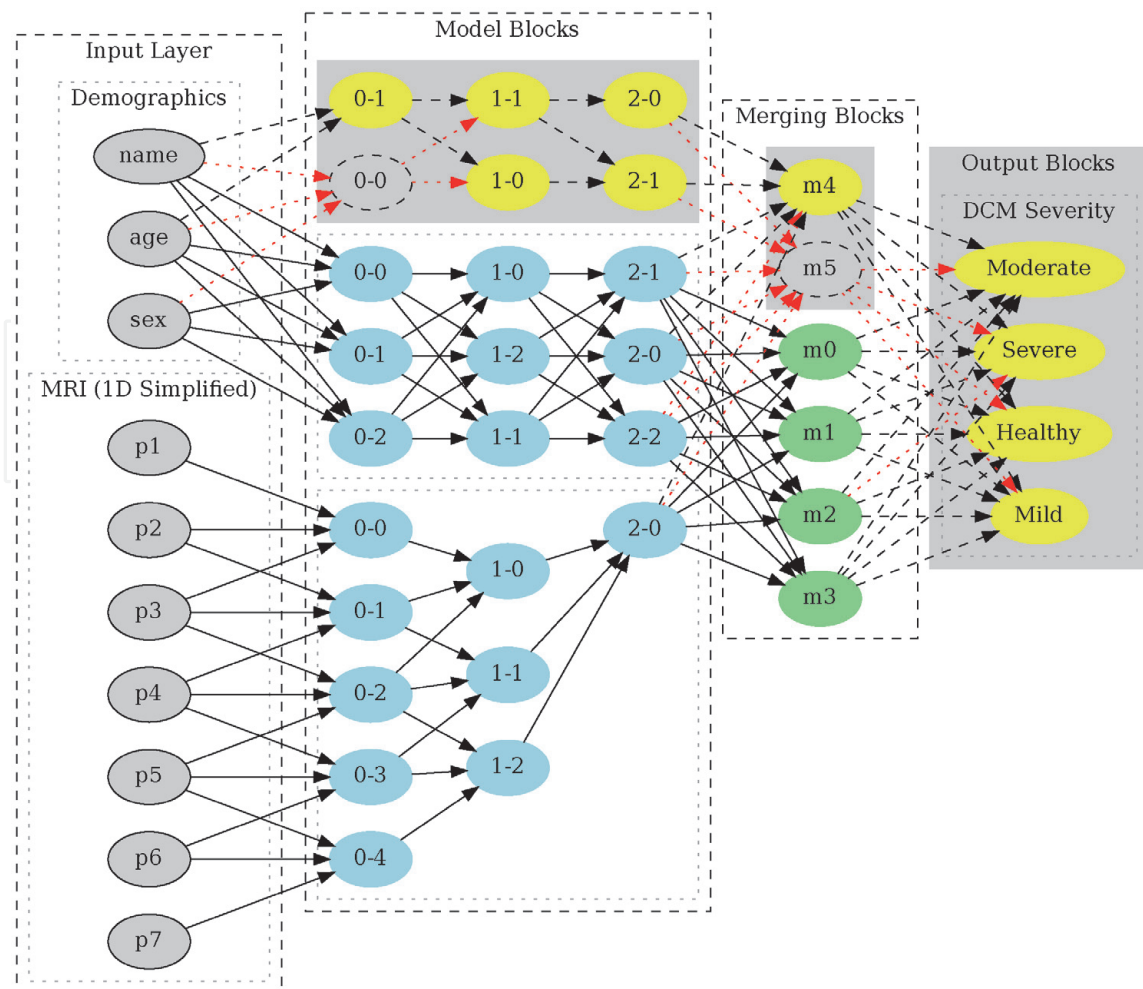 Input Layer
Demographics
name
age
sex
MRI (1D Simplified)
p1
p2
p3
p4
p5
p6
p7
Model Blocks
0-1
1-1
2-0
0-0
1-0
2-1
0-0
1-0
2-1
0-1
1-2
2-0
0-2
1-1
2-2
0-0
2-0
1-0
0-1
1-1
0-2
1-2
0-3
0-4
Merging Blocks
m4
m5
m0
m1
m2
m3
Output Blocks
DCM Severity
Moderate
Severe
Healthy
Mild